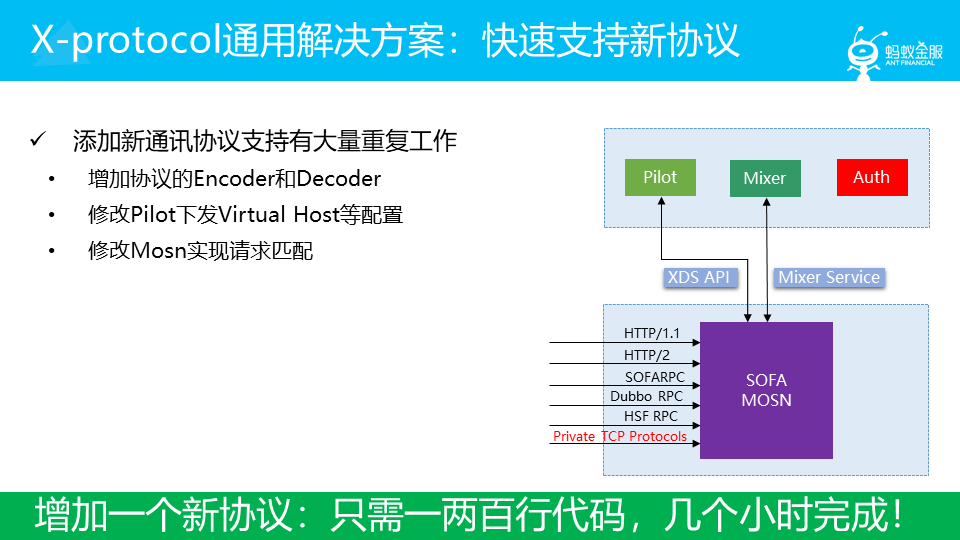 X-protocol通用解决方案：快速支持新协议
蚂蚁金服
ANT FINANCIAL
✓ 添加新通讯协议支持有大量重复工作
• 增加协议的Encoder和Decoder
• 修改Pilot下发Virtual Host等配置
• 修改Mosn实现请求匹配
Pilot
Mixer
Auth
XDS API
Mixer Service
HTTP/1.1
HTTP/2
SOFARPC
Dubbo RPC
HSF RPC
Private TCP Protocols
SOFA
MOSN
增加一个新协议：只需一两百行代码，几个小时完成！